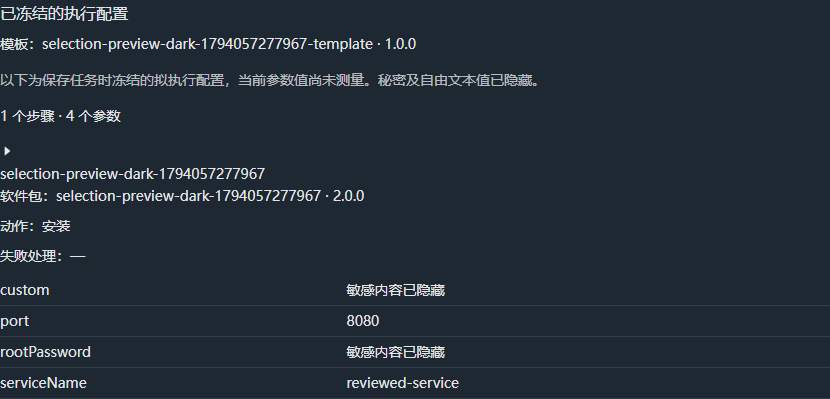 已冻结的执行配置
模板：selection-preview-dark-1794057277967-template · 1.0.0
以下为保存任务时冻结的拟执行配置，当前参数值尚未测量。秘密及自由文本值已隐藏。
1 个步骤 · 4 个参数
selection-preview-dark-1794057277967
软件包：selection-preview-dark-1794057277967 · 2.0.0
动作：安装
失败处理：—
custom 敏感内容已隐藏
port 8080
rootPassword 敏感内容已隐藏
serviceName reviewed-service